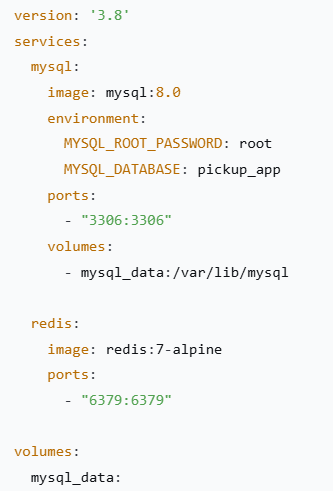 version: '3.8'
services:
  mysql:
    image: mysql:8.0
    environment:
      MYSQL_ROOT_PASSWORD: root
      MYSQL_DATABASE: pickup_app
    ports:
      - "3306:3306"
    volumes:
      - mysql_data:/var/lib/mysql

  redis:
    image: redis:7-alpine
    ports:
      - "6379:6379"

volumes:
  mysql_data: